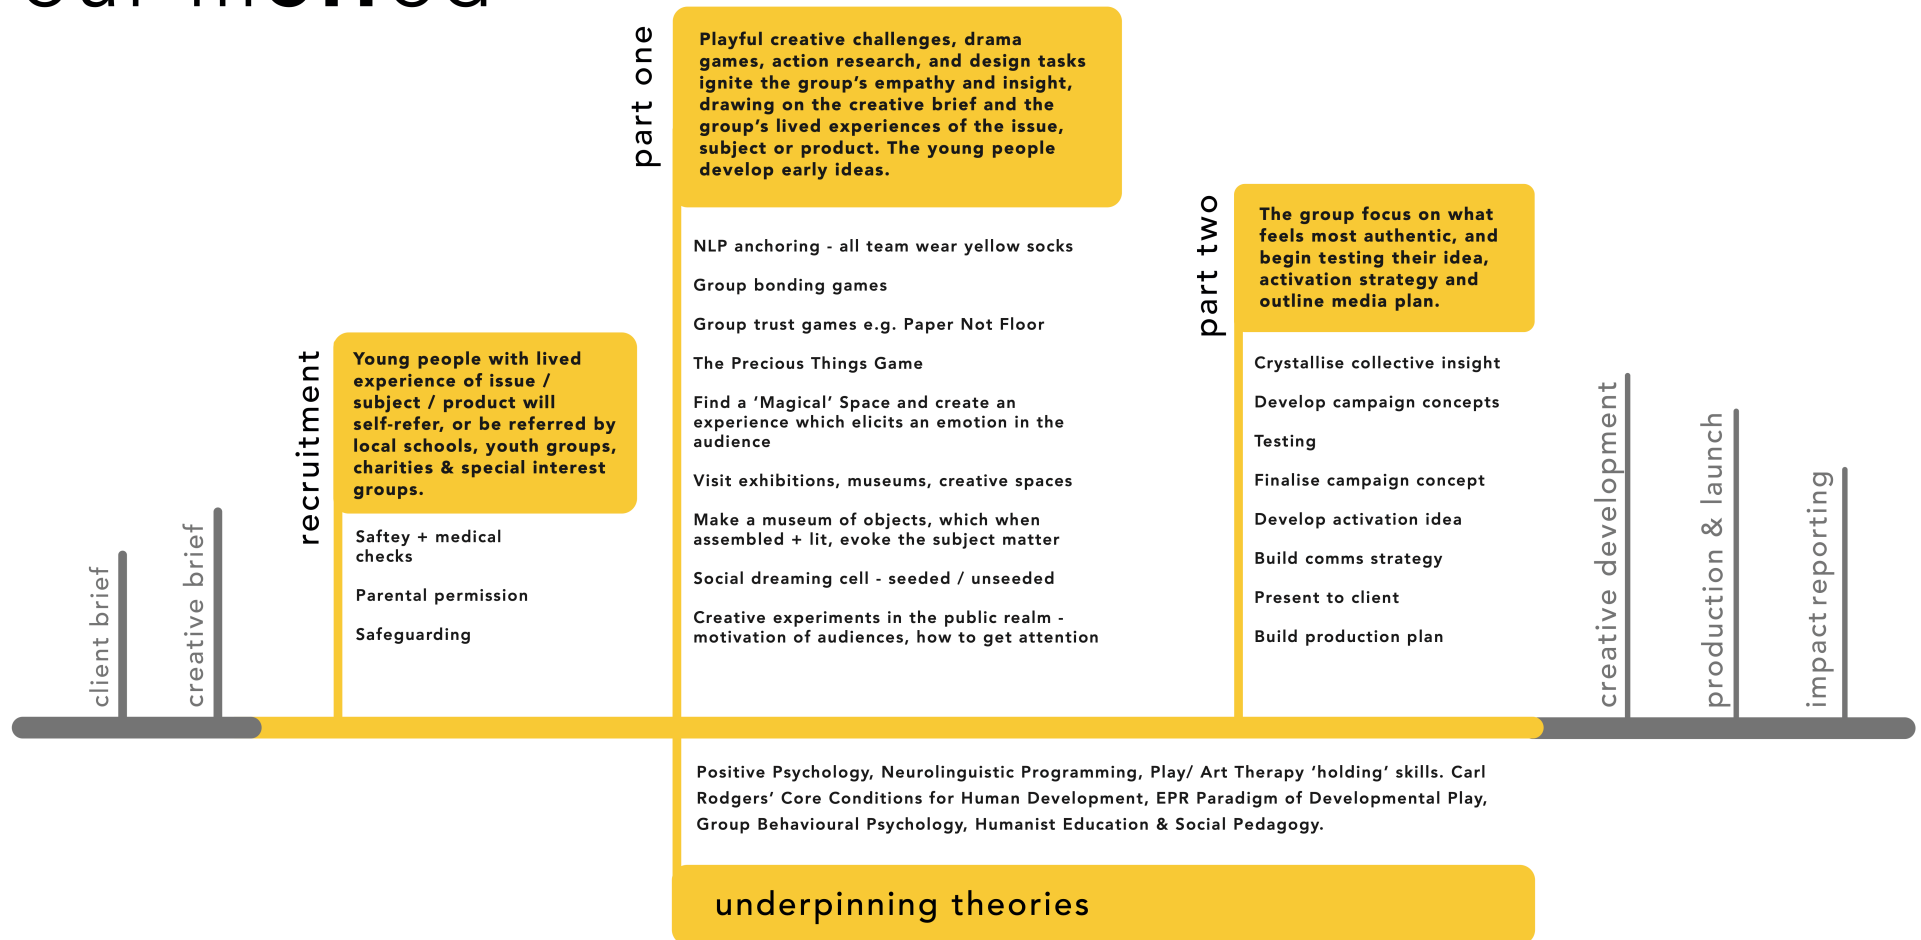 client brief
creative brief
recruitment
Young people with lived
experience of issue /
subject / product will
self-refer, or be referred by
local schools, youth groups,
charities & special interest
groups.
Saftey + medical
checks
Parental permission
Safeguarding
part one
Playful creative challenges, drama
games, action research, and design tasks
ignite the group’s empathy and insight,
drawing on the creative brief and the
group’s lived experiences of the issue,
subject or product. The young people
develop early ideas.
NLP anchoring - all team wear yellow socks
Group bonding games
Group trust games e.g. Paper Not Floor
The Precious Things Game
Find a ‘Magical’ Space and create an
experience which elicits an emotion in the
audience
Visit exhibitions, museums, creative spaces
Make a museum of objects, which when
assembled + lit, evoke the subject matter
Social dreaming cell - seeded / unseeded
Creative experiments in the public realm -
motivation of audiences, how to get attention
part two
The group focus on what
feels most authentic, and
begin testing their idea,
activation strategy and
outline media plan.
Crystallise collective insight
Develop campaign concepts
Testing
Finalise campaign concept
Develop activation idea
Build comms strategy
Present to client
Build production plan
creative development
production & launch
impact reporting
Positive Psychology, Neurolinguistic Programming, Play/ Art Therapy ‘holding’ skills. Carl
Rodgers’ Core Conditions for Human Development, EPR Paradigm of Developmental Play,
Group Behavioural Psychology, Humanist Education & Social Pedagogy.
underpinning theories